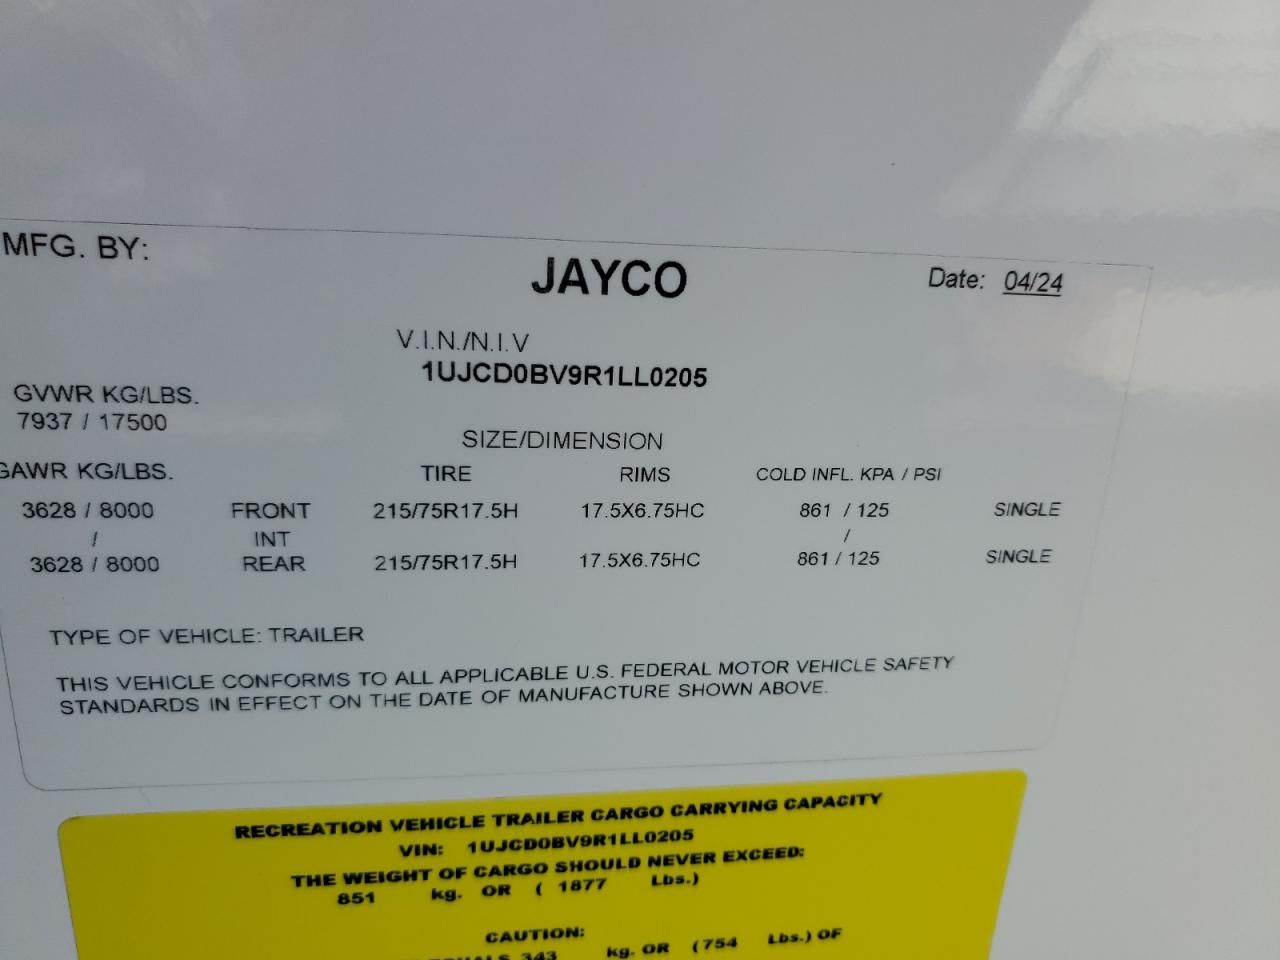 MFG. BY:
JAYCO
Date: 04/24
V.I.N./N.I.V
1UJCD0BV9R1LL0205
GVWR KG/LBS.
7937 / 17500
SIZE/DIMENSION
GAWR KG/LBS. TIRE RIMS COLD INFL. KPA / PSI
3628 / 8000 FRONT 215/75R17.5H 17.5X6.75HC 861 / 125 SINGLE
/ INT /
3628 / 8000 REAR 215/75R17.5H 17.5X6.75HC 861 / 125 SINGLE
TYPE OF VEHICLE: TRAILER
THIS VEHICLE CONFORMS TO ALL APPLICABLE U.S. FEDERAL MOTOR VEHICLE SAFETY
STANDARDS IN EFFECT ON THE DATE OF MANUFACTURE SHOWN ABOVE.
RECREATION VEHICLE TRAILER CARGO CARRYING CAPACITY
VIN: 1UJCD0BV9R1LL0205
THE WEIGHT OF CARGO SHOULD NEVER EXCEED:
851 kg. OR ( 1877 Lbs.)
CAUTION:
343 kg. OR (754 Lbs.) OF